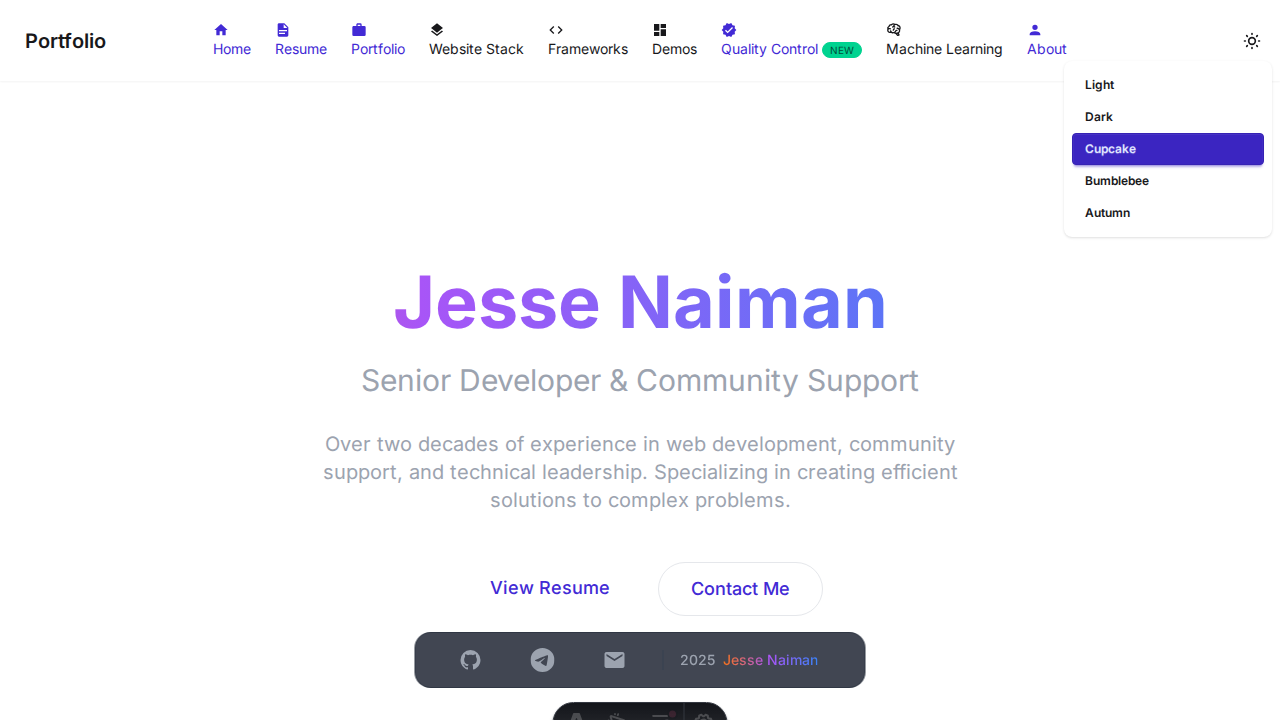 Portfolio
Home
Resume
Portfolio
Website Stack
Frameworks
Demos
Quality Control NEW
Machine Learning
About
Light
Dark
Cupcake
Bumblebee
Autumn
Jesse Naiman
Senior Developer & Community Support
Over two decades of experience in web development, community
support, and technical leadership. Specializing in creating efficient
solutions to complex problems.
View Resume
Contact Me
2025 Jesse Naiman